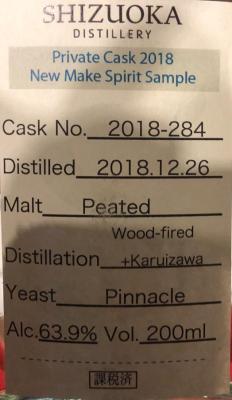 SHIZUOKA
DISTILLERY
Private Cask 2018
New Make Spirit Sample
Cask No. 2018-284
Distilled 2018.12.26
Malt Peated
Wood-fired
Distillation +Karuizawa
Yeast Pinnacle
Alc.63.9% Vol. 200ml
課税済